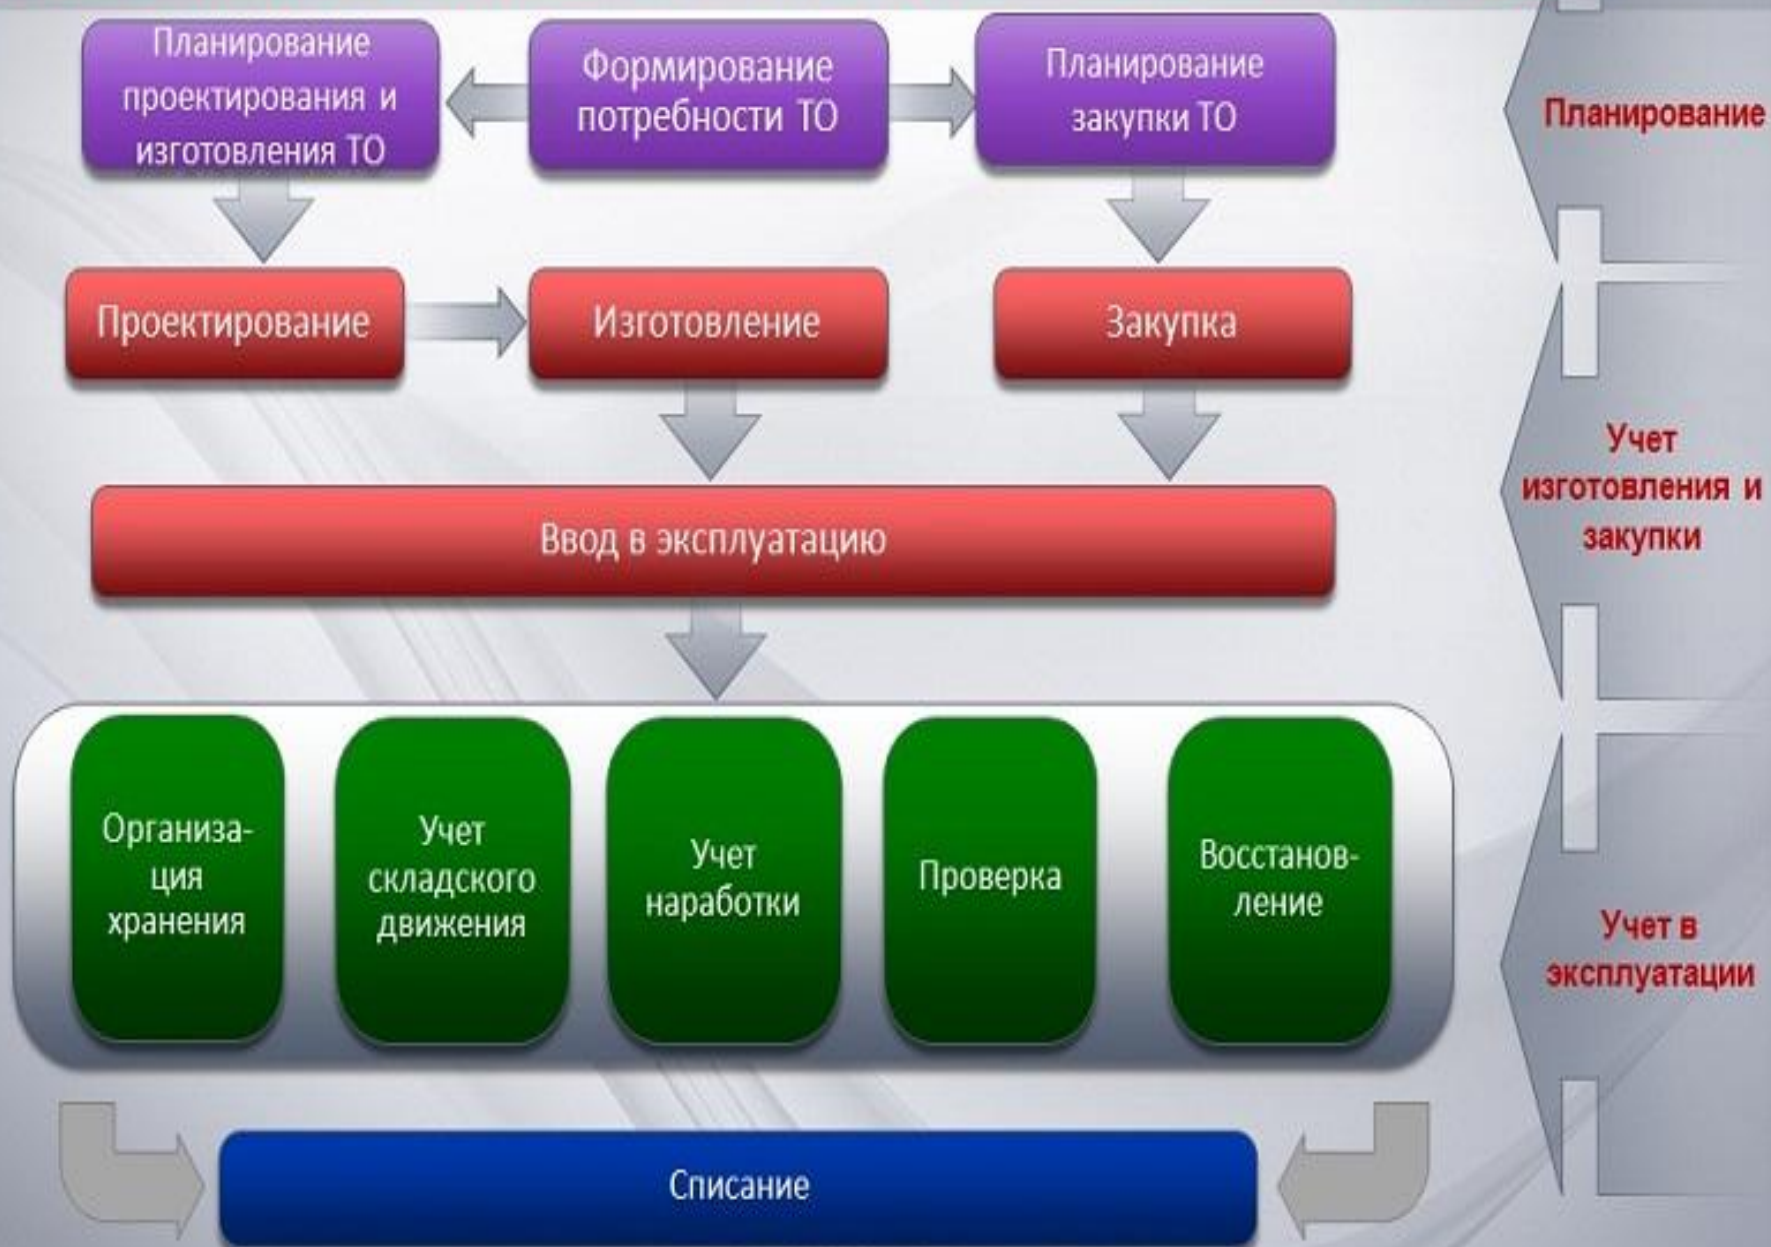 Планирование
проектирования и
изготовления ТО
Формирование
потребности ТО
Планирование
закупки ТО
Планирование
Проектирование
Изготовление
Закупка
Учет
изготовления и
закупки
Ввод в эксплуатацию
Организа-
ция
хранения
Учет
складского
движения
Учет
наработки
Проверка
Восстанов-
ление
Учет в
эксплуатации
Списание